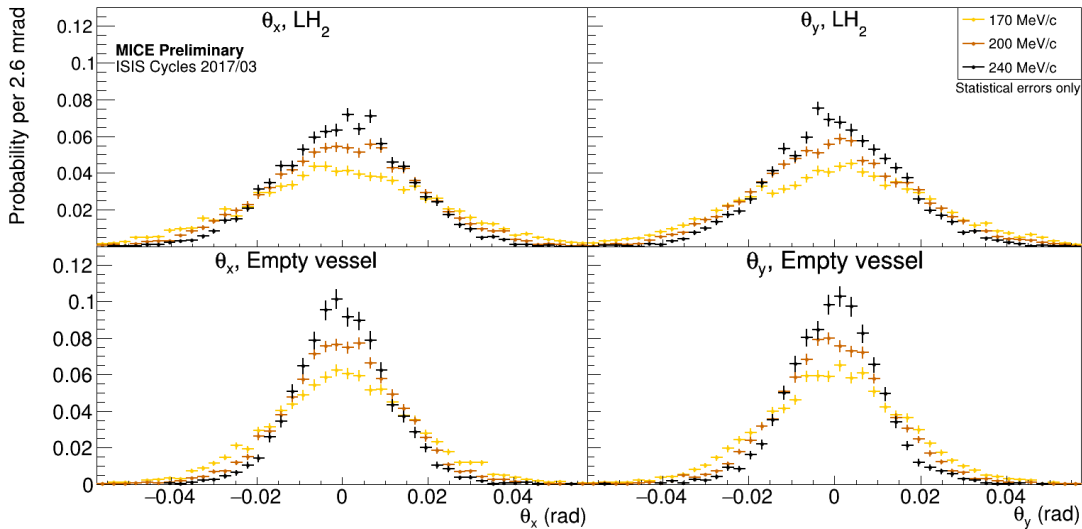 θx, LH2
θy, LH2
MICE Preliminary
ISIS Cycles 2017/03
170 MeV/c
200 MeV/c
240 MeV/c
Statistical errors only
Probability per 2.6 mrad
0.12
0.1
0.08
0.06
0.04
0.02
θx, Empty vessel
θy, Empty vessel
0.12
0.1
0.08
0.06
0.04
0.02
0
−0.04 −0.02 0 0.02 0.04
−0.04 −0.02 0 0.02 0.04
θx (rad)
θy (rad)